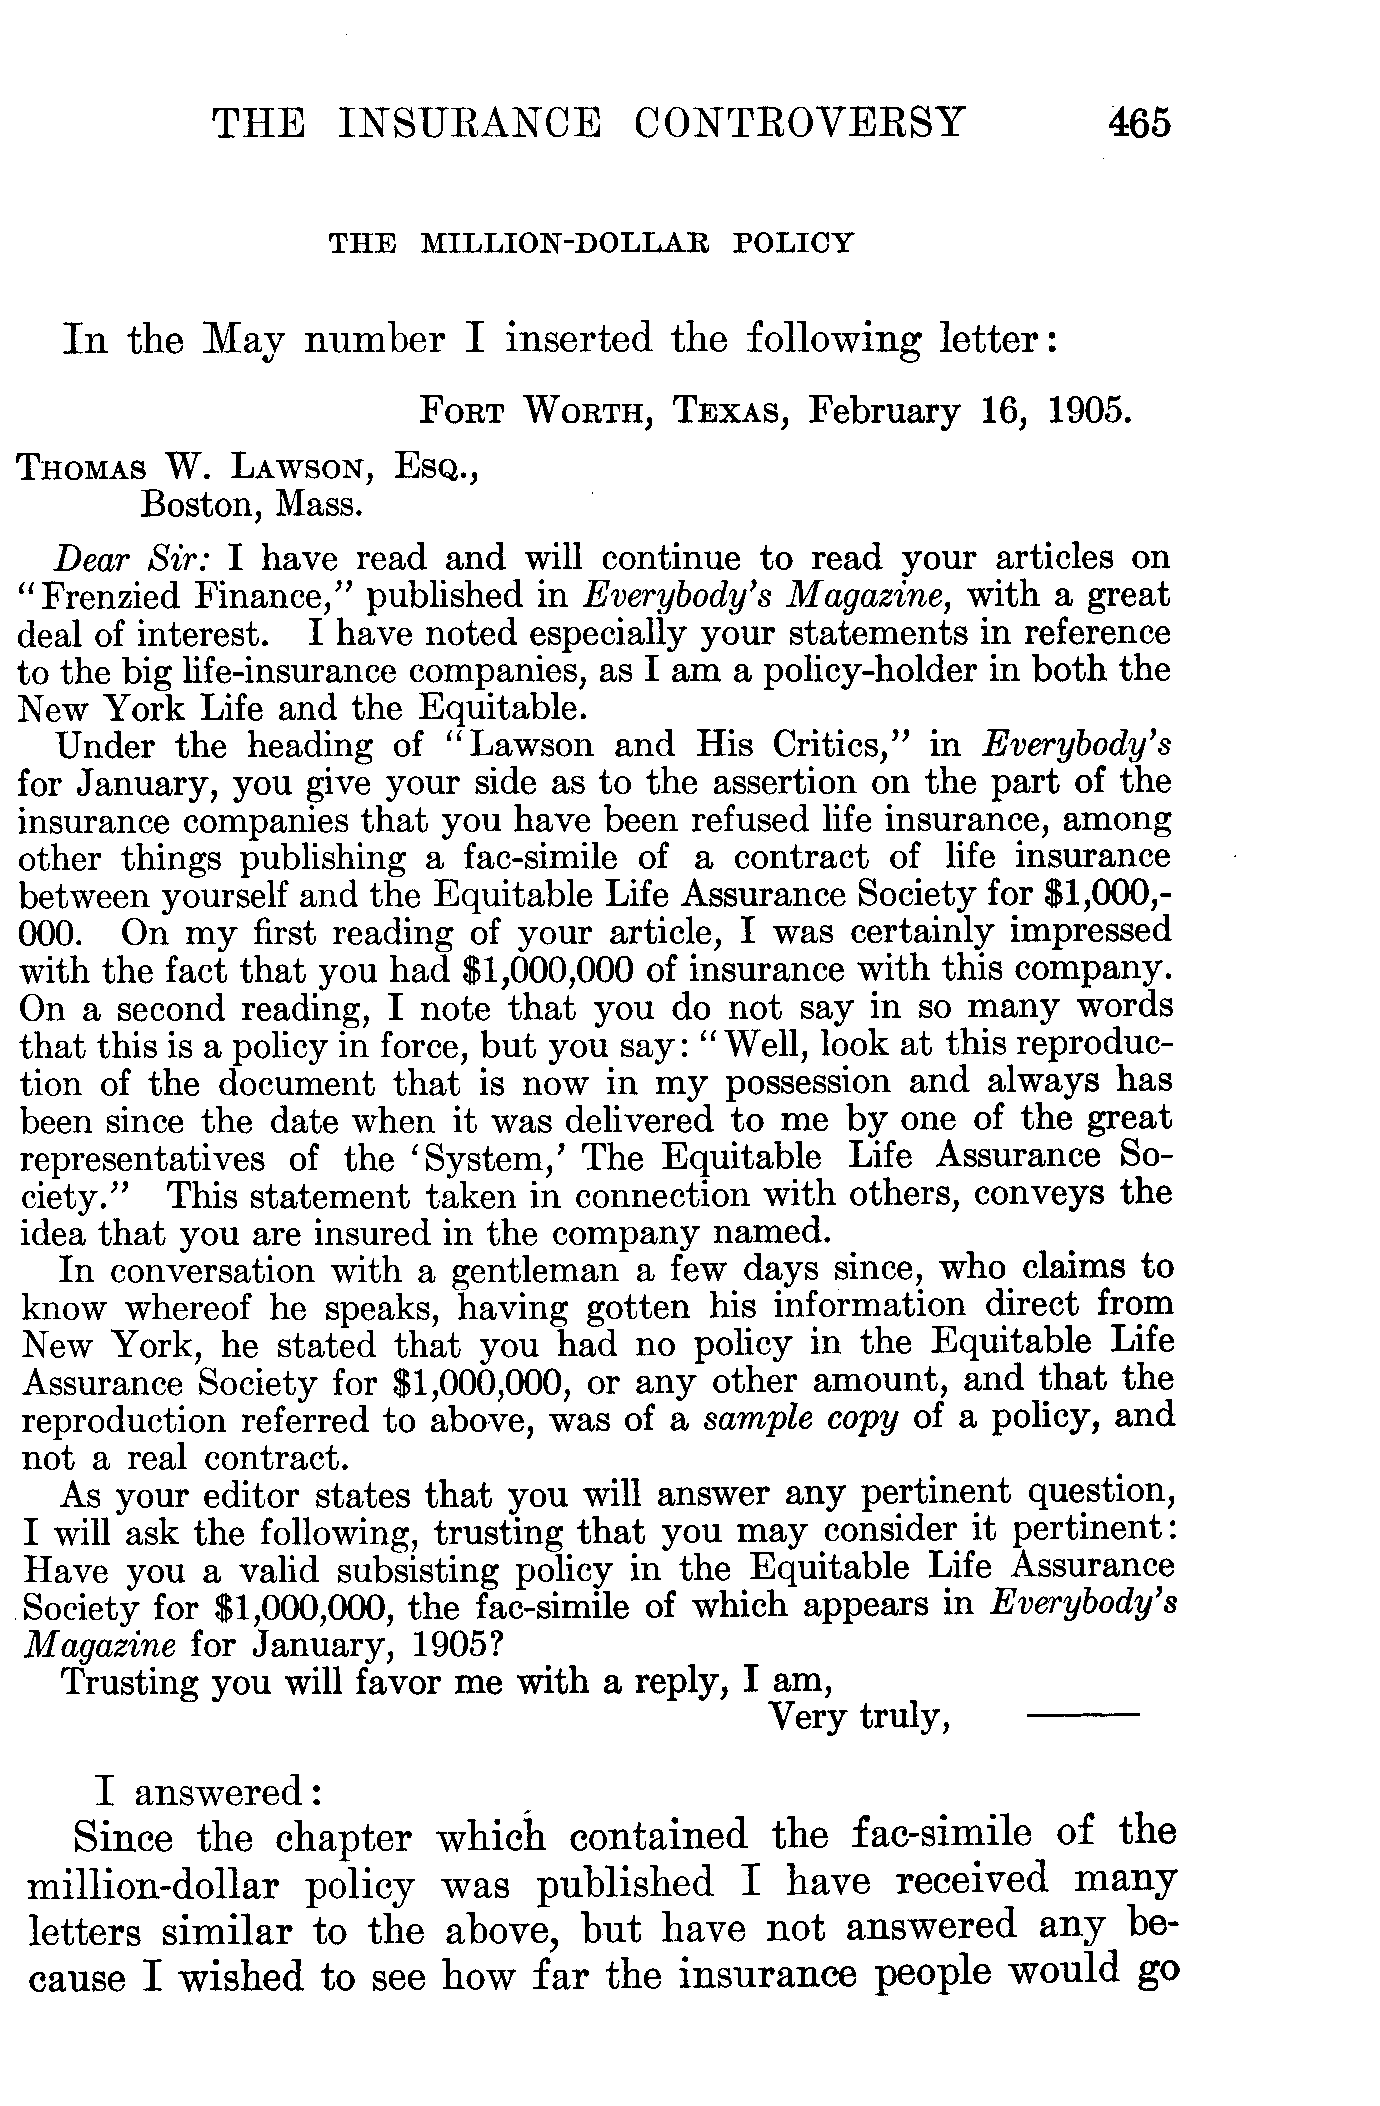 THE INSURANCE CONTROVERSY 465
THE MILLION-DOLLAR POLICY
In the May number I inserted the following letter:
FORT WORTH, TEXAS, February 16, 1905.
THOMAS W. LAWSON, ESQ.,
Boston, Mass.
Dear Sir: I have read and will continue to read your articles on
"Frenzied Finance," published in Everybody's Magazine, with a great
deal of interest. I have noted especially your statements in reference
to the big life-insurance companies, as I am a policy-holder in both the
New York Life and the Equitable.
Under the heading of "Lawson and His Critics," in Everybody's
for January, you give your side as to the assertion on the part of the
insurance companies that you have been refused life insurance, among
other things publishing a fac-simile of a contract of life insurance
between yourself and the Equitable Life Assurance Society for $1,000,-
000. On my first reading of your article, I was certainly impressed
with the fact that you had $1,000,000 of insurance with this company.
On a second reading, I note that you do not say in so many words
that this is a policy in force, but you say: "Well, look at this reproduc-
tion of the document that is now in my possession and always has
been since the date when it was delivered to me by one of the great
representatives of the 'System,' The Equitable Life Assurance So-
ciety." This statement taken in connection with others, conveys the
idea that you are insured in the company named.
In conversation with a gentleman a few days since, who claims to
know whereof he speaks, having gotten his information direct from
New York, he stated that you had no policy in the Equitable Life
Assurance Society for $1,000,000, or any other amount, and that the
reproduction referred to above, was of a sample copy of a policy, and
not a real contract.
As your editor states that you will answer any pertinent question,
I will ask the following, trusting that you may consider it pertinent:
Have you a valid subsisting policy in the Equitable Life Assurance
Society for $1,000,000, the fac-simile of which appears in Everybody's
Magazine for January, 1905?
Trusting you will favor me with a reply, I am,
Very truly, ———
I answered:
Since the chapter which contained the fac-simile of the
million-dollar policy was published I have received many
letters similar to the above, but have not answered any be-
cause I wished to see how far the insurance people would go